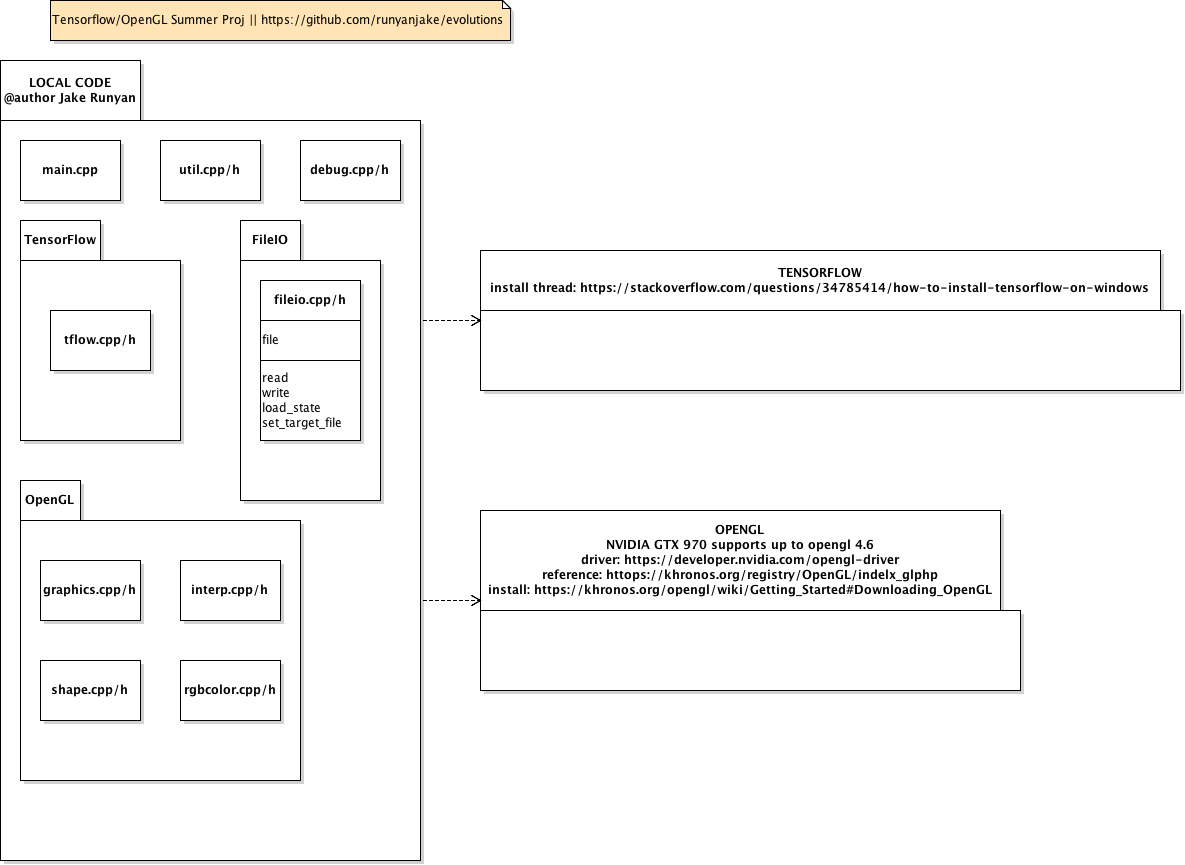 Tensorflow/OpenGL Summer Proj || https://github.com/runyanjake/evolutions
LOCAL CODE
@author Jake Runyan
main.cpp
util.cpp/h
debug.cpp/h
TensorFlow
tflow.cpp/h
FileIO
fileio.cpp/h
file
read
write
load_state
set_target_file
OpenGL
graphics.cpp/h
interp.cpp/h
shape.cpp/h
rgbcolor.cpp/h
TENSORFLOW
install thread: https://stackoverflow.com/questions/34785414/how-to-install-tensorflow-on-windows
OPENGL
NVIDIA GTX 970 supports up to opengl 4.6
driver: https://developer.nvidia.com/opengl-driver
reference: httops://khronos.org/registry/OpenGL/indelx_glphp
install: https://khronos.org/opengl/wiki/Getting_Started#Downloading_OpenGL